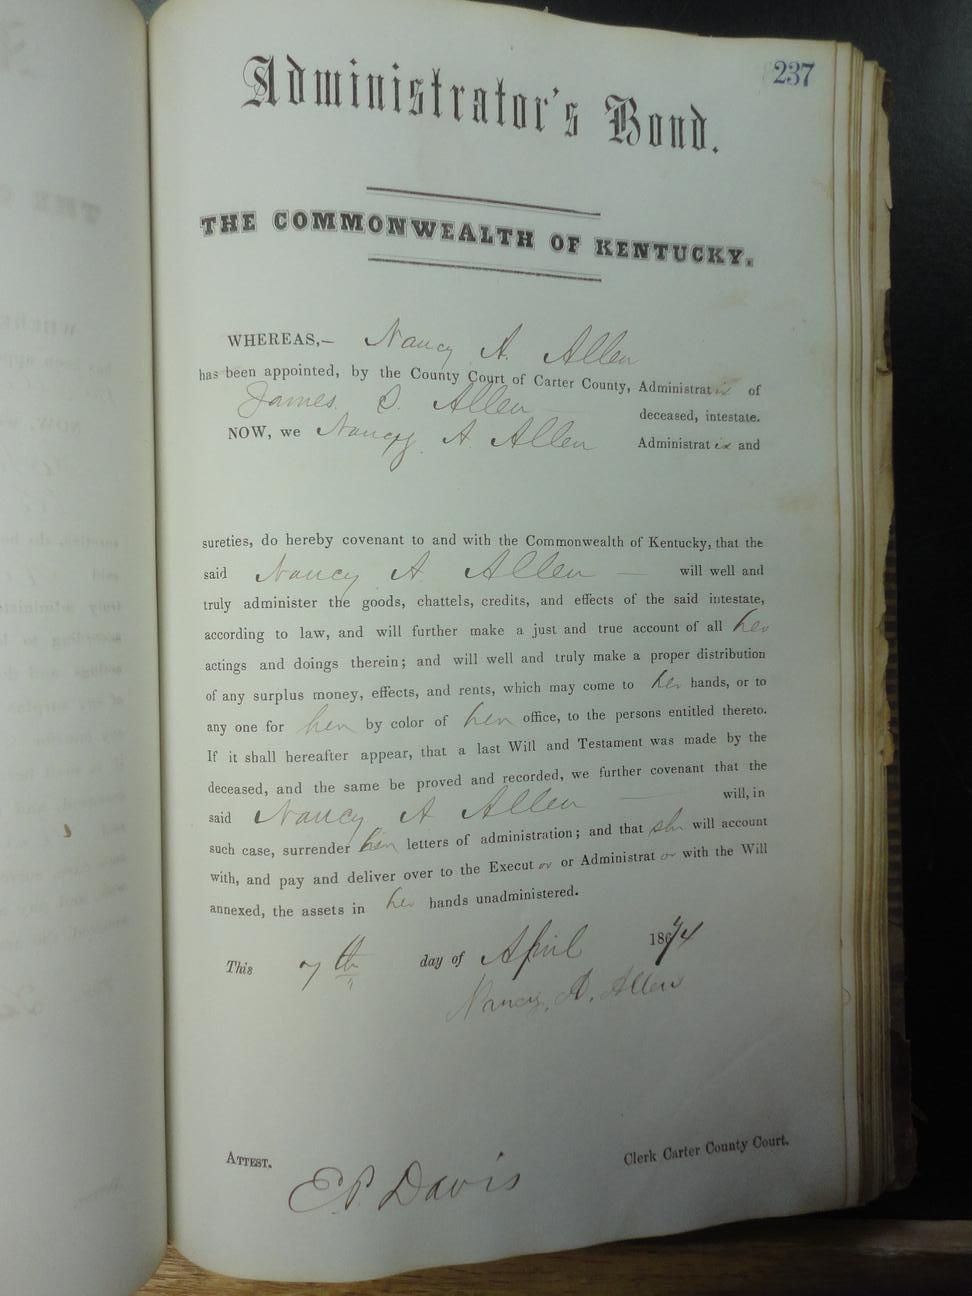 237
Administrator's Bond.
THE COMMONWEALTH OF KENTUCKY.
WHEREAS,— Nancy A. Allen
has been appointed, by the County Court of Carter County, Administratix of
James S. Allen deceased, intestate.
NOW, we Nancy A. Allen Administratix and
sureties, do hereby covenant to and with the Commonwealth of Kentucky, that the
said Nancy A. Allen — will well and
truly administer the goods, chattels, credits, and effects of the said intestate,
according to law, and will further make a just and true account of all her
actings and doings therein; and will well and truly make a proper distribution
of any surplus money, effects, and rents, which may come to her hands, or to
any one for her by color of her office, to the persons entitled thereto.
If it shall hereafter appear, that a last Will and Testament was made by the
deceased, and the same be proved and recorded, we further covenant that the
said Nancy A Allen — will, in
such case, surrender her letters of administration; and that she will account
with, and pay and deliver over to the Executor or Administrator with the Will
annexed, the assets in her hands unadministered.
This 7th day of April 1874
Nancy, A. Allen
ATTEST. Clerk Carter County Court.
E.P. Davis